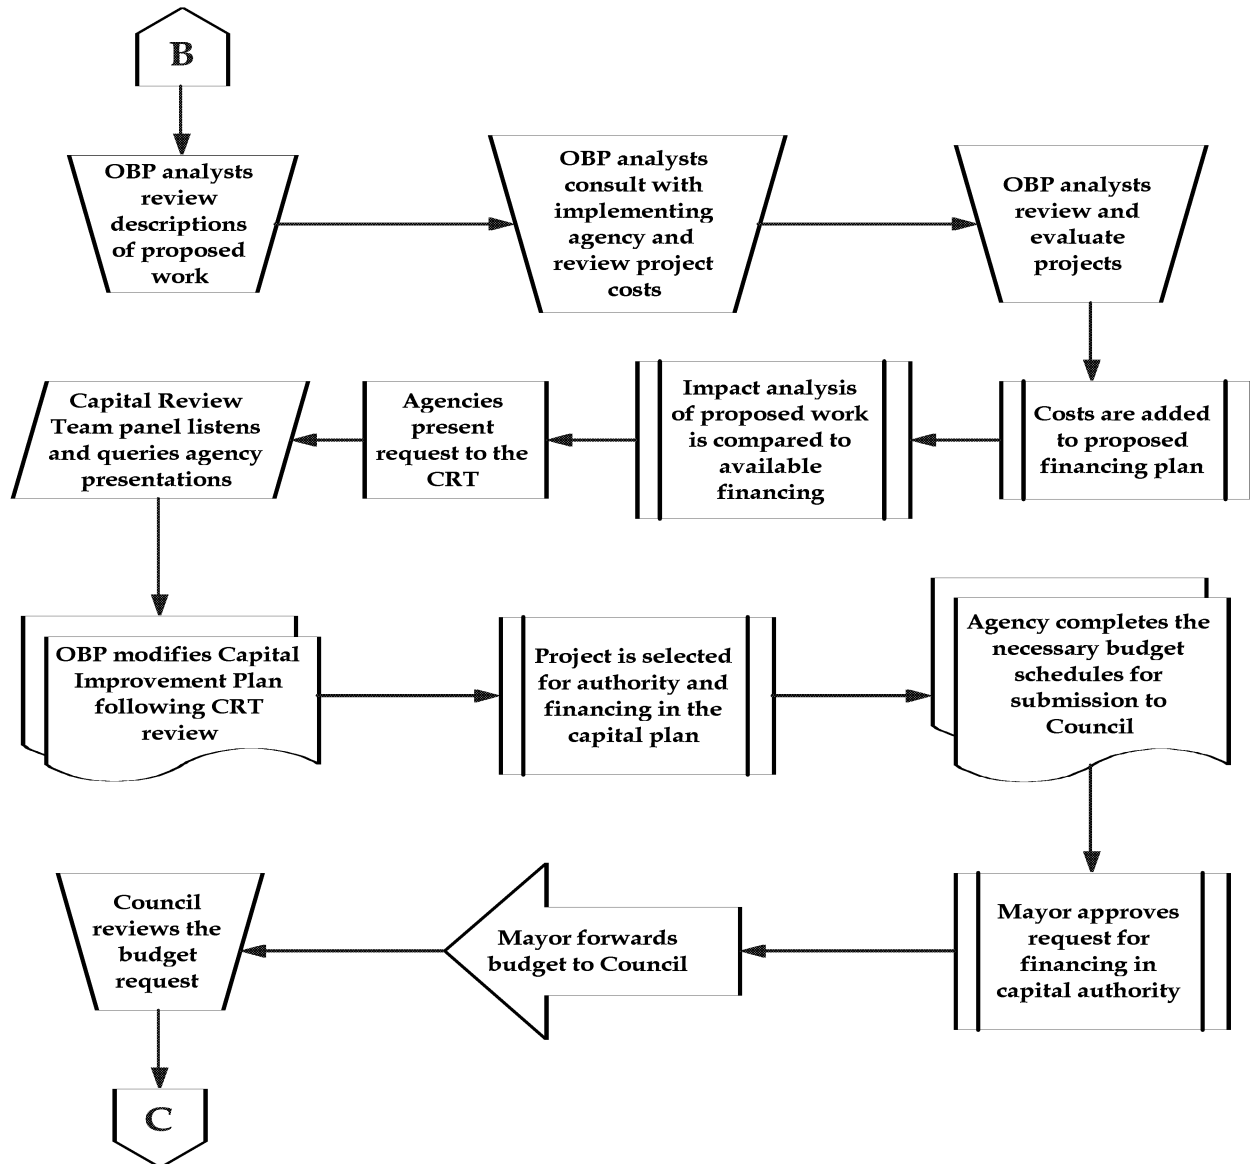 B
OBP analysts
review
descriptions
of proposed
work
OBP analysts
consult with
implementing
agency and
review project
costs
OBP analysts
review and
evaluate
projects
Costs are added
to proposed
financing plan
Impact analysis
of proposed work
is compared to
available
financing
Agencies
present
request to the
CRT
Capital Review
Team panel listens
and queries agency
presentations
OBP modifies Capital
Improvement Plan
following CRT
review
Project is selected
for authority and
financing in the
capital plan
Agency completes the
necessary budget
schedules for
submission to
Council
Mayor approves
request for
financing in
capital authority
Mayor forwards
budget to Council
Council
reviews the
budget
request
C